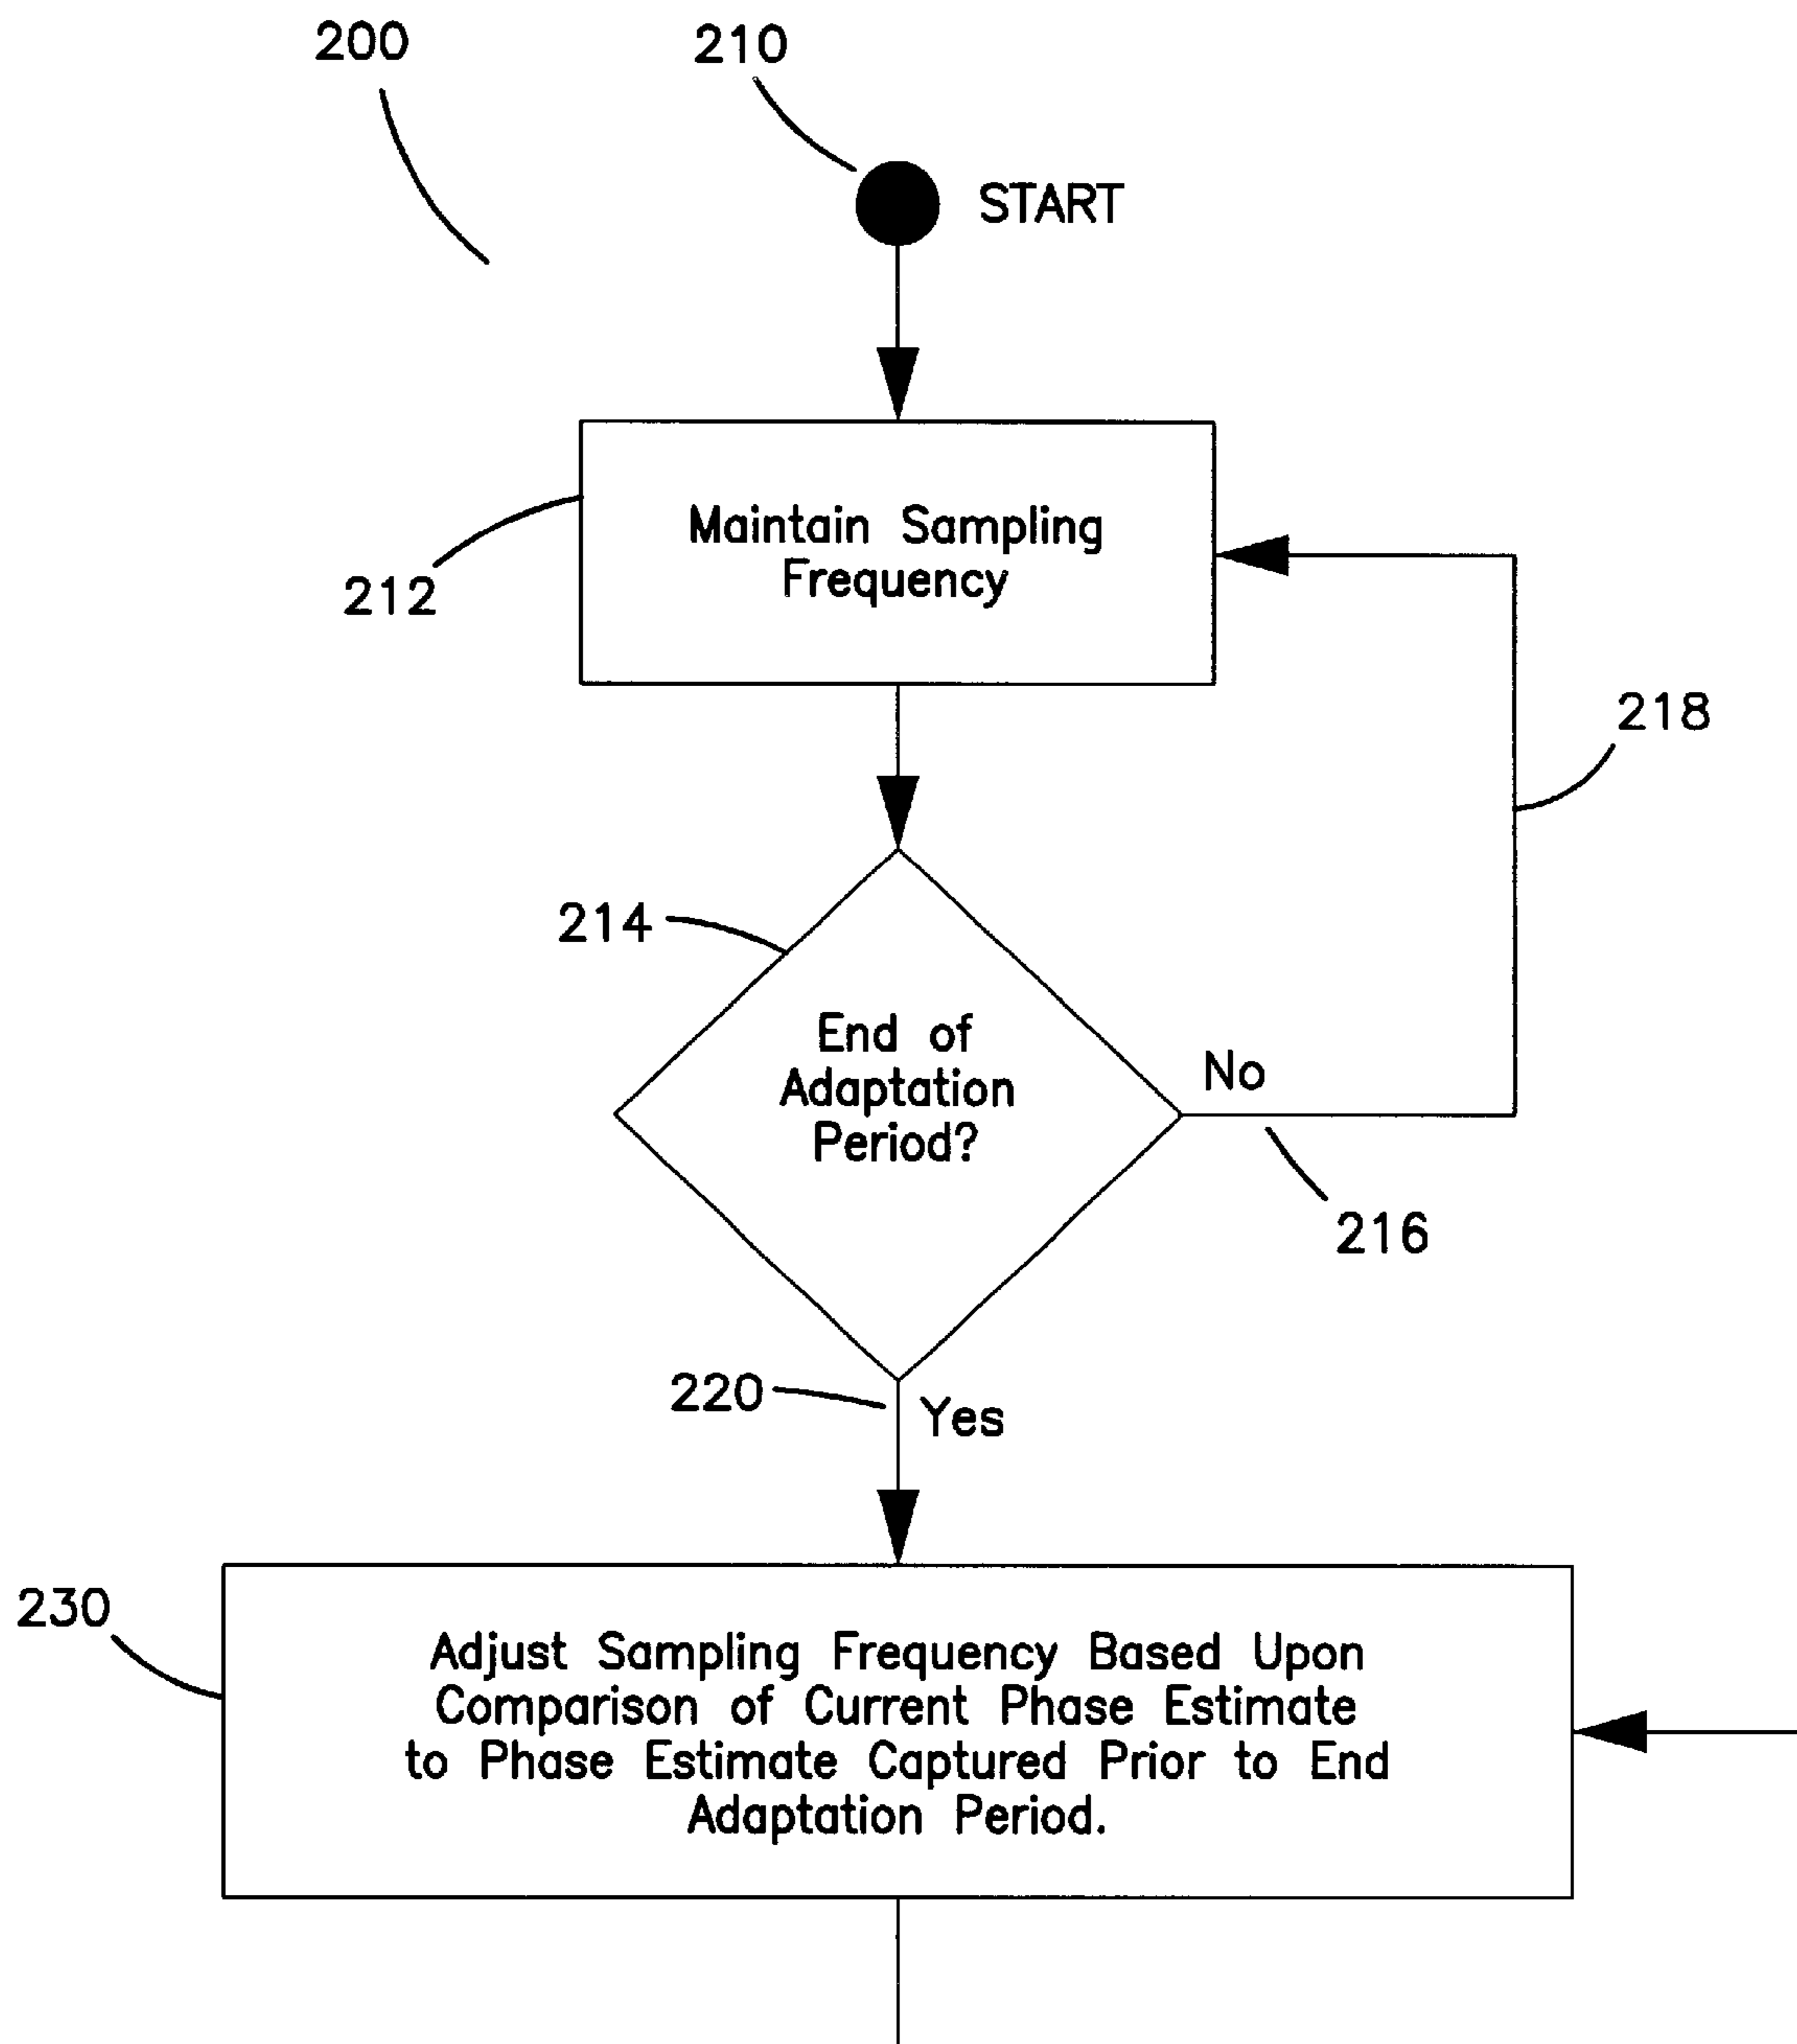 200
210
START
Maintain Sampling
Frequency
212
218
214
End of
Adaptation
Period?
No
216
220
Yes
230
Adjust Sampling Frequency Based Upon
Comparison of Current Phase Estimate
to Phase Estimate Captured Prior to End
Adaptation Period.